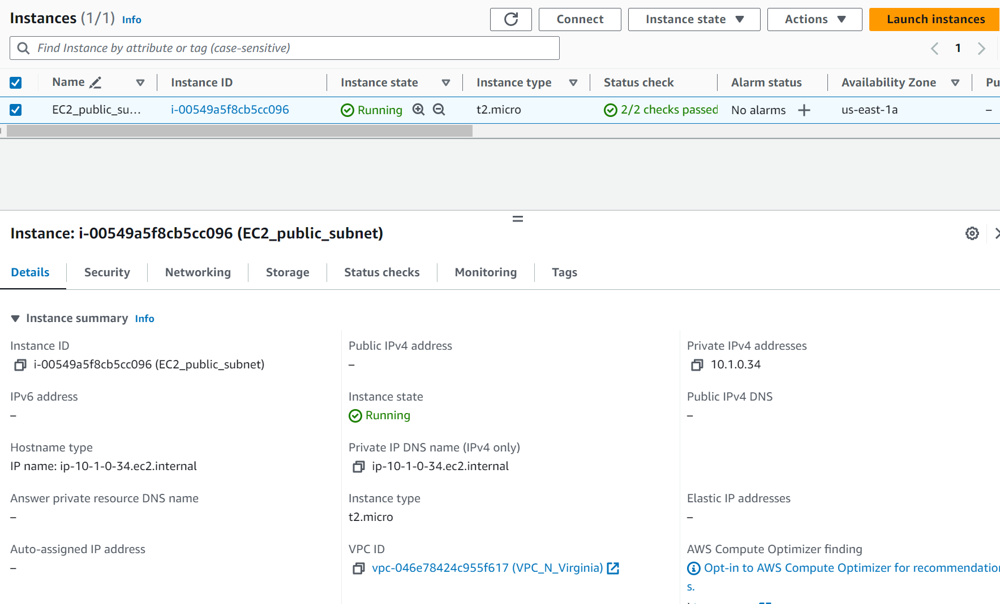 Instances (1/1) Info
Connect
Instance state
Actions
Launch instances
Find Instance by attribute or tag (case-sensitive)
1
Name Instance ID Instance state Instance type Status check Alarm status Availability Zone Pu
EC2_public_su... i-00549a5f8cb5cc096 Running t2.micro 2/2 checks passed No alarms + us-east-1a –
Instance: i-00549a5f8cb5cc096 (EC2_public_subnet)
Details Security Networking Storage Status checks Monitoring Tags
Instance summary Info
Instance ID Public IPv4 address Private IPv4 addresses
i-00549a5f8cb5cc096 (EC2_public_subnet) – 10.1.0.34
IPv6 address Instance state Public IPv4 DNS
– Running –
Hostname type Private IP DNS name (IPv4 only)
IP name: ip-10-1-0-34.ec2.internal ip-10-1-0-34.ec2.internal
Answer private resource DNS name Instance type Elastic IP addresses
– t2.micro –
Auto-assigned IP address VPC ID AWS Compute Optimizer finding
– vpc-046e78424c955f617 (VPC_N_Virginia) Opt-in to AWS Compute Optimizer for recommendation
s.